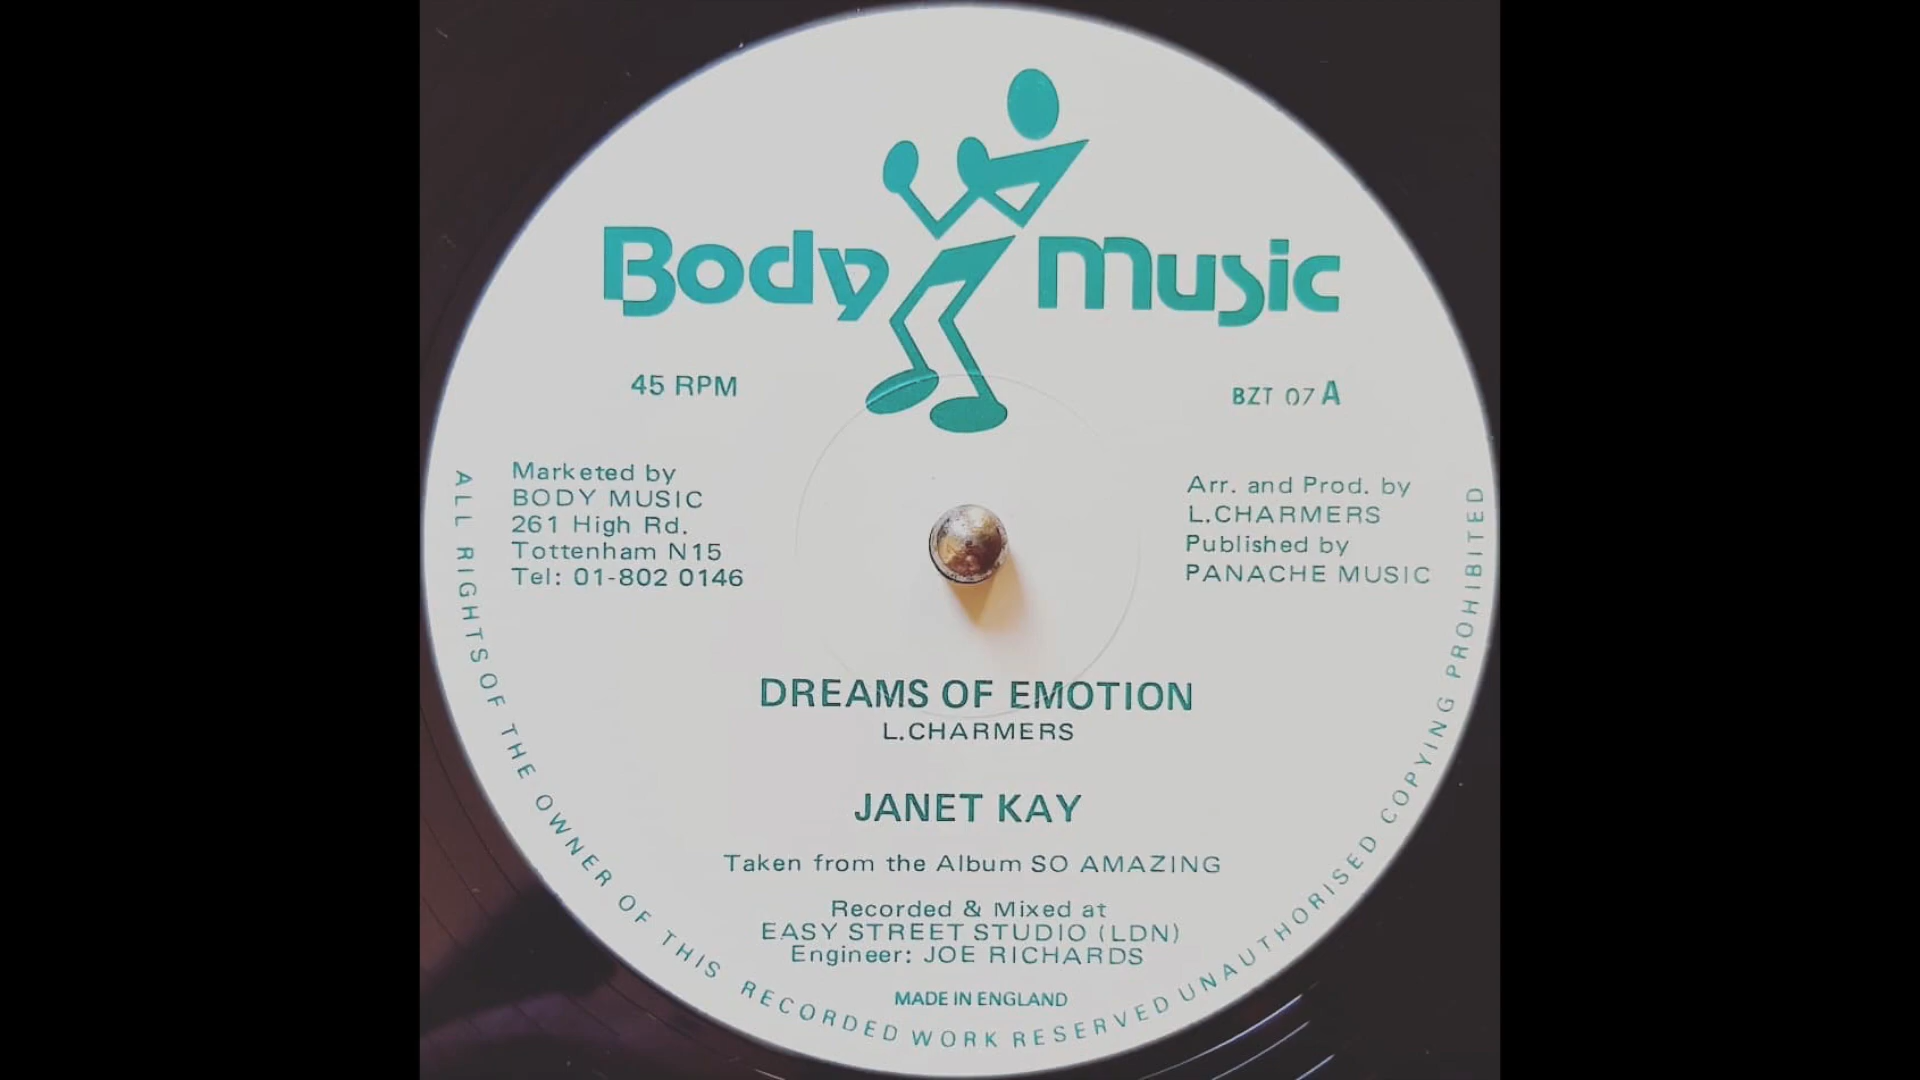 Body Music
45 RPM
BZT 07 A
Marketed by
BODY MUSIC
261 High Rd.
Tottenham N15
Tel: 01-802 0146
Arr. and Prod. by
L.CHARMERS
Published by
PANACHE MUSIC
DREAMS OF EMOTION
L.CHARMERS
JANET KAY
Taken from the Album SO AMAZING
Recorded & Mixed at
EASY STREET STUDIO (LDN)
Engineer: JOE RICHARDS
MADE IN ENGLAND
ALL RIGHTS OF THE OWNER OF THIS RECORDED WORK RESERVED UNAUTHORISED COPYING PROHIBITED